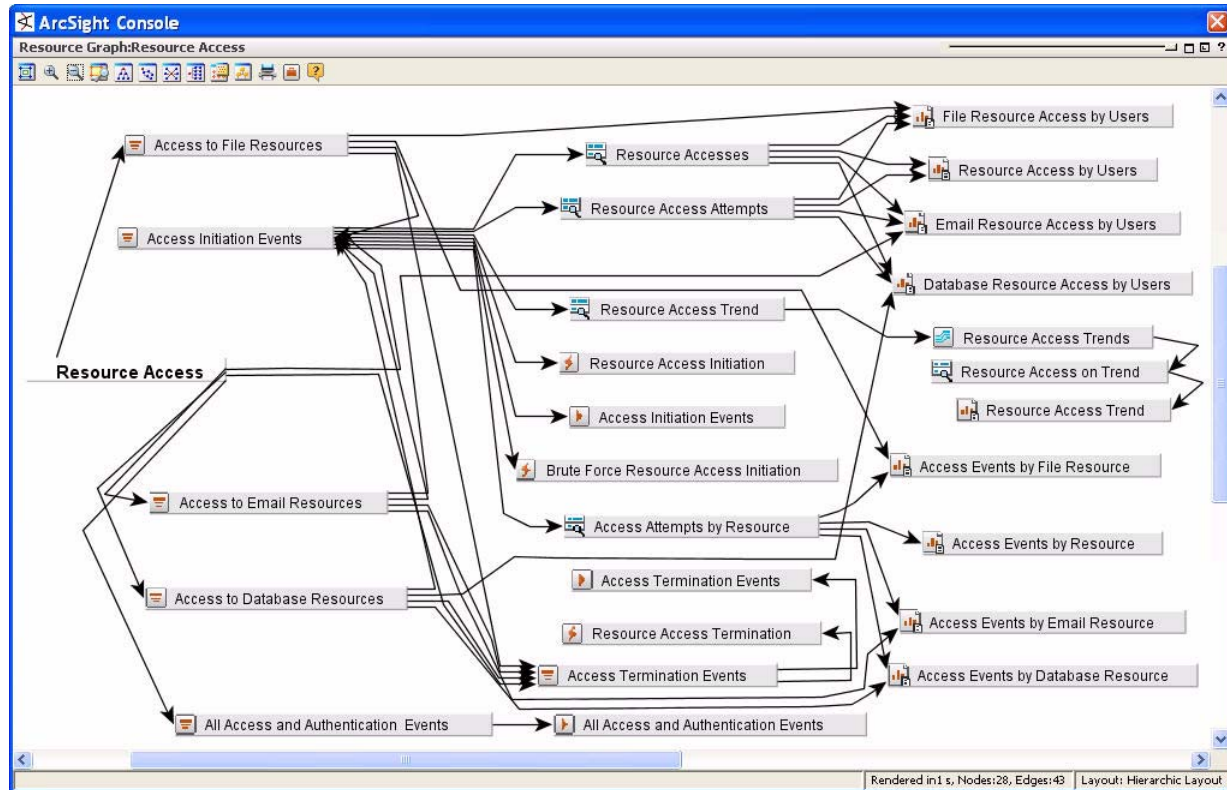 ArcSight Console
Resource Graph:Resource Access
File Resource Access by Users
Access to File Resources
Resource Accesses
Resource Access by Users
Resource Access Attempts
Email Resource Access by Users
Access Initiation Events
Database Resource Access by Users
Resource Access Trend
Resource Access Trends
Resource Access Initiation
Resource Access
Resource Access on Trend
Access Initiation Events
Resource Access Trend
Brute Force Resource Access Initiation
Access Events by File Resource
Access to Email Resources
Access Attempts by Resource
Access Events by Resource
Access Termination Events
Access to Database Resources
Resource Access Termination
Access Events by Email Resource
Access Termination Events
Access Events by Database Resource
All Access and Authentication Events
All Access and Authentication Events
Rendered in1 s, Nodes:28, Edges:43
Layout: Hierarchic Layout